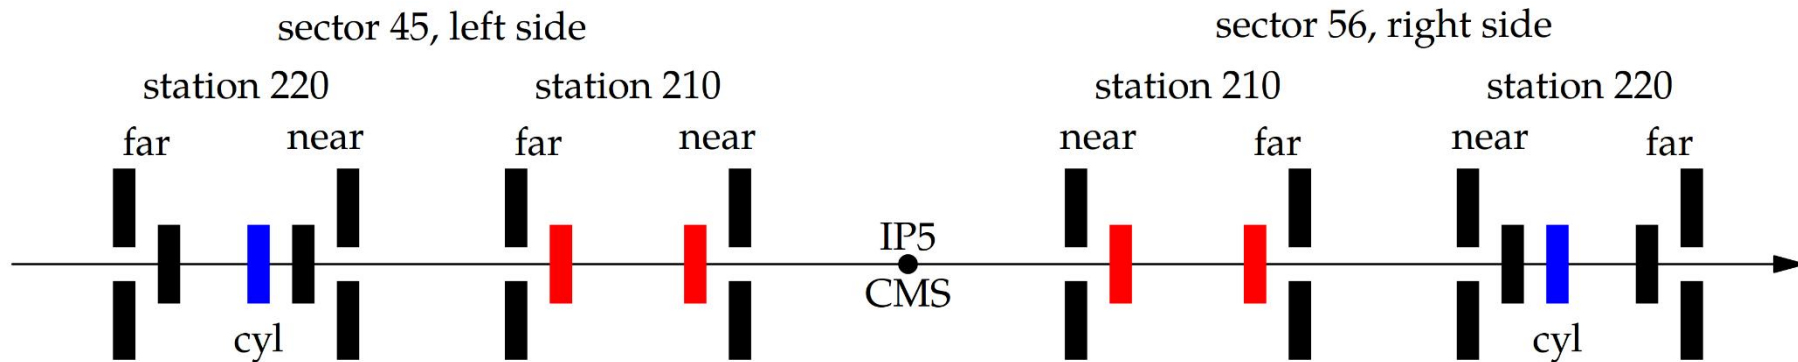 sector 45, left side
sector 56, right side
station 220
station 210
station 210
station 220
far
near
far
near
near
far
near
far
IP5
CMS
cyl
cyl